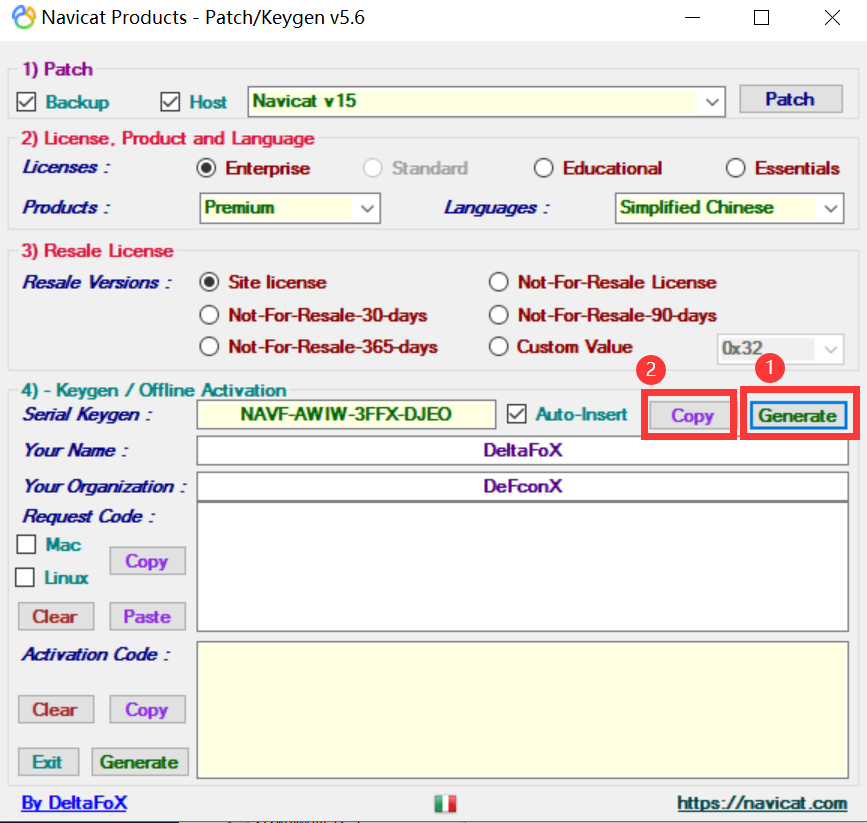 Navicat Products - Patch/Keygen v5.6
1) Patch
Backup Host Navicat v15 Patch
2) License, Product and Language
Licenses : Enterprise Standard Educational Essentials
Products : Premium Languages : Simplified Chinese
3) Resale License
Resale Versions : Site license Not-For-Resale License
Not-For-Resale-30-days Not-For-Resale-90-days
Not-For-Resale-365-days Custom Value 0x32
2 1
4) - Keygen / Offline Activation
Serial Keygen : NAVF-AWIW-3FFX-DJEO Auto-Insert Copy Generate
Your Name : DeltaFoX
Your Organization : DeFconX
Request Code :
Mac
Copy
Linux
Clear Paste
Activation Code :
Clear Copy
Exit Generate
By DeltaFoX https://navicat.com